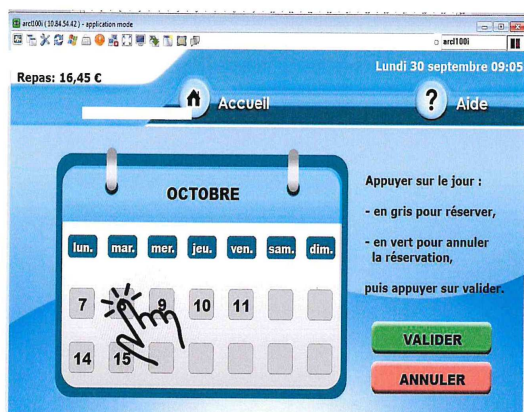 arcl100i ( 10.84.54.42 ) - application mode
arcl100i
Lundi 30 septembre 09:05
Repas: 16,45 €
Accueil
? Aide
OCTOBRE
lun. mar. mer. jeu. ven. sam. dim.
7 9 10 11
14 15
Appuyer sur le jour :
- en gris pour réserver,
- en vert pour annuler
la réservation,
puis appuyer sur valider.
VALIDER
ANNULER